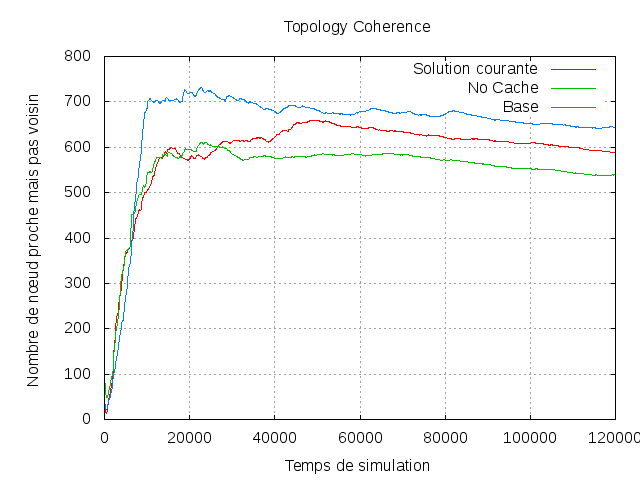 Topology Coherence
Solution courante
No Cache
Base
800
700
600
500
400
300
200
100
0
0 20000 40000 60000 80000 100000 120000
Nombre de nœud proche mais pas voisin
Temps de simulation